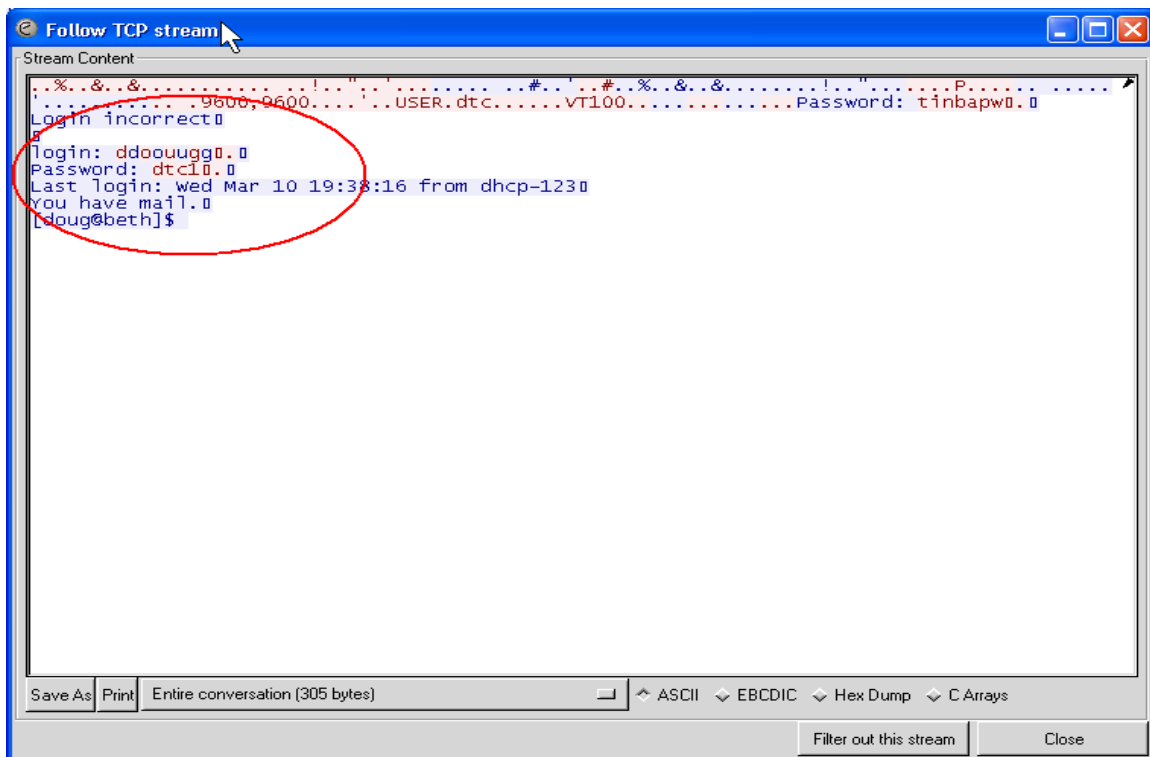 Follow TCP stream
Stream Content
..%..&..&............ ...!.."..'....... ..#..'..#..%..&..&........!.."........P...... .....
'........... .9600,9600....'..USER.dtc......VT100..............Password: tinbapw.
Login incorrect
login: ddoouugg.
Password: dtc1.
Last login: Wed Mar 10 19:38:16 from dhcp-123
You have mail.
[doug@beth]$
Save As Print Entire conversation (305 bytes) ASCII EBCDIC Hex Dump C Arrays
Filter out this stream Close